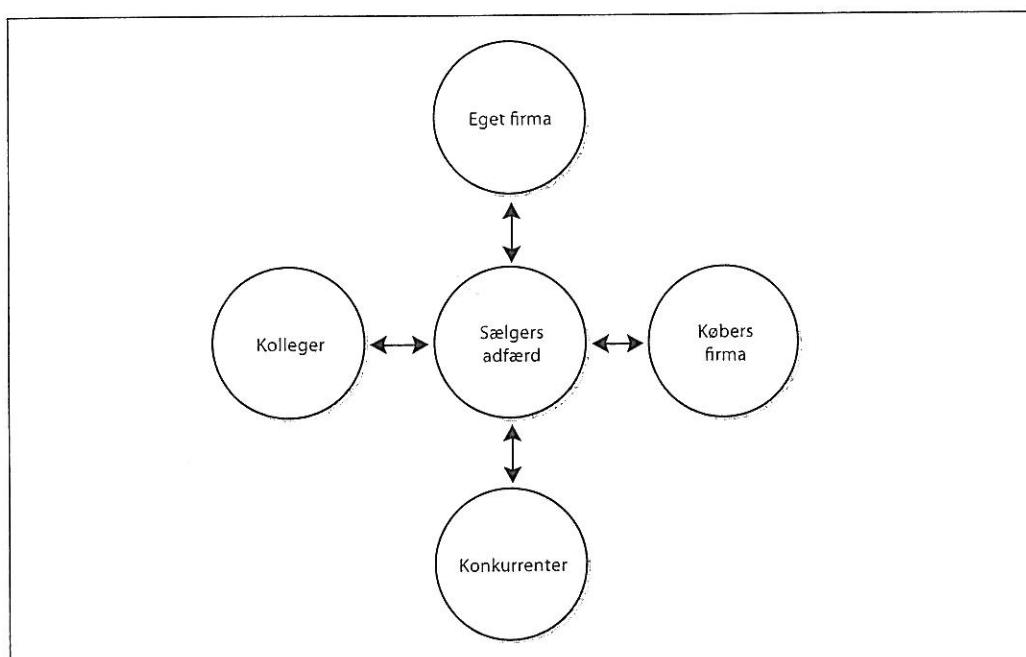 Eget firma
Kolleger
Sælgers
adfærd
Købers
firma
Konkurrenter